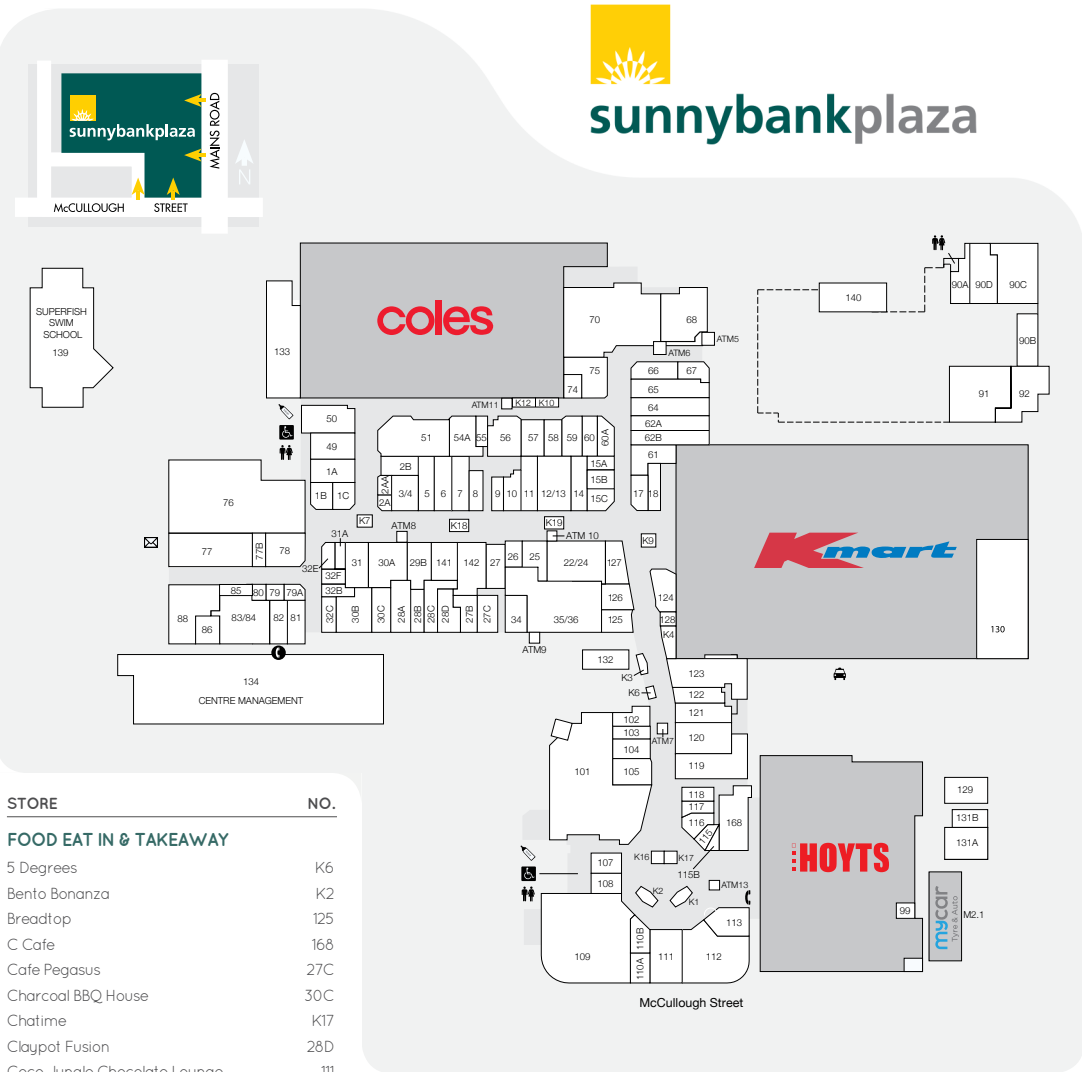 sunnybankplaza
sunnybankplaza
MAINS ROAD
N
McCULLOUGH STREET
SUPERFISH
SWIM
SCHOOL
139
133
coles
70
68
ATM5
ATM6
75
74
ATM11
K12
K10
140
90A
90D
90C
90B
91
92
66
67
65
64
62A
62B
61
17
18
50
49
1A
1B
1C
51
54A
55
56
57
58
59
60
60A
2B
2AA
2A
3/4
5
6
7
8
9
10
11
12/13
14
15A
15B
15C
76
77
77B
78
K7
ATM8
K18
K19
ATM 10
K9
kmart
130
31A
32E
32F
32B
32C
31
30A
29B
141
142
27
26
25
22/24
127
30B
30C
28A
28B
28C
28D
27B
27C
34
35/36
126
125
ATM9
124
128
K4
88
85
80
79
79A
86
83/84
82
81
134
CENTRE MANAGEMENT
132
K3
K6
123
122
121
120
119
ATM7
102
103
104
105
101
118
117
116
115
168
115B
K16
K17
107
108
K2
K1
ATM13
113
109
110B
110A
111
112
McCullough Street
HOYTS
99
129
131B
131A
mycar
Tyre & Auto
M2.1
STORE NO.
FOOD EAT IN & TAKEAWAY
5 Degrees K6
Bento Bonanza K2
Breadtop 125
C Cafe 168
Cafe Pegasus 27C
Charcoal BBQ House 30C
Chatime K17
Claypot Fusion 28D
Coco Jungle Chocolate Lounge 111